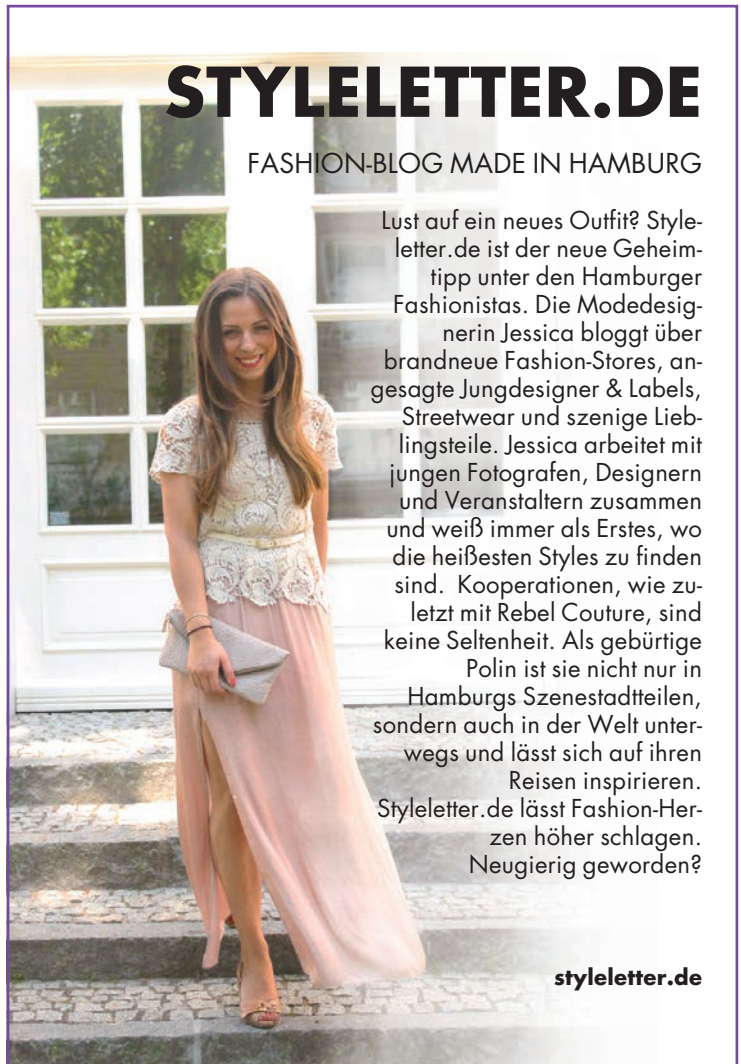 STYLELETTER.DE
FASHION-BLOG MADE IN HAMBURG
Lust auf ein neues Outfit? Style-
letter.de ist der neue Geheim-
tipp unter den Hamburger
Fashionistas. Die Modedesig-
nerin Jessica bloggt über
brandneue Fashion-Stores, an-
gesagte Jungdesigner & Labels,
Streetwear und szenige Lieb-
lingsteile. Jessica arbeitet mit
jungen Fotografen, Designern
und Veranstaltern zusammen
und weiß immer als Erstes, wo
die heißesten Styles zu finden
sind. Kooperationen, wie zu-
letzt mit Rebel Couture, sind
keine Seltenheit. Als gebürtige
Polin ist sie nicht nur in
Hamburgs Szenestadtteilen,
sondern auch in der Welt unter-
wegs und lässt sich auf ihren
Reisen inspirieren.
Styleletter.de lässt Fashion-Her-
zen höher schlagen.
Neugierig geworden?
styleletter.de